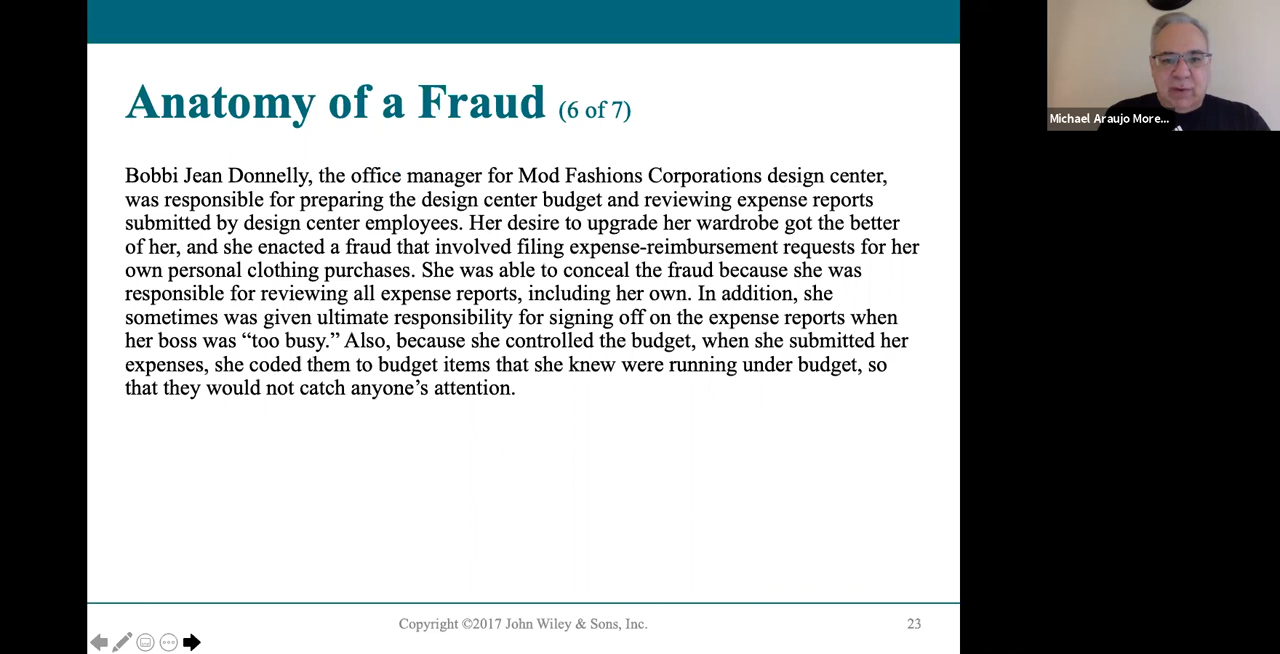 Anatomy of a Fraud (6 of 7)
Bobbi Jean Donnelly, the office manager for Mod Fashions Corporations design center,
was responsible for preparing the design center budget and reviewing expense reports
submitted by design center employees. Her desire to upgrade her wardrobe got the better
of her, and she enacted a fraud that involved filing expense-reimbursement requests for her
own personal clothing purchases. She was able to conceal the fraud because she was
responsible for reviewing all expense reports, including her own. In addition, she
sometimes was given ultimate responsibility for signing off on the expense reports when
her boss was “too busy.” Also, because she controlled the budget, when she submitted her
expenses, she coded them to budget items that she knew were running under budget, so
that they would not catch anyone’s attention.
Copyright ©2017 John Wiley & Sons, Inc.
23
Michael Araujo More...